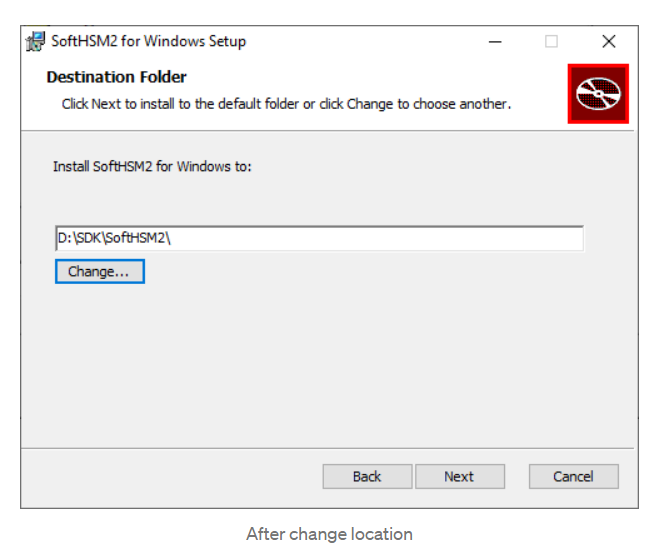 SoftHSM2 for Windows Setup
Destination Folder
Click Next to install to the default folder or click Change to choose another.
Install SoftHSM2 for Windows to:
D:\SDK\SoftHSM2\
Change...
Back Next Cancel
After change location